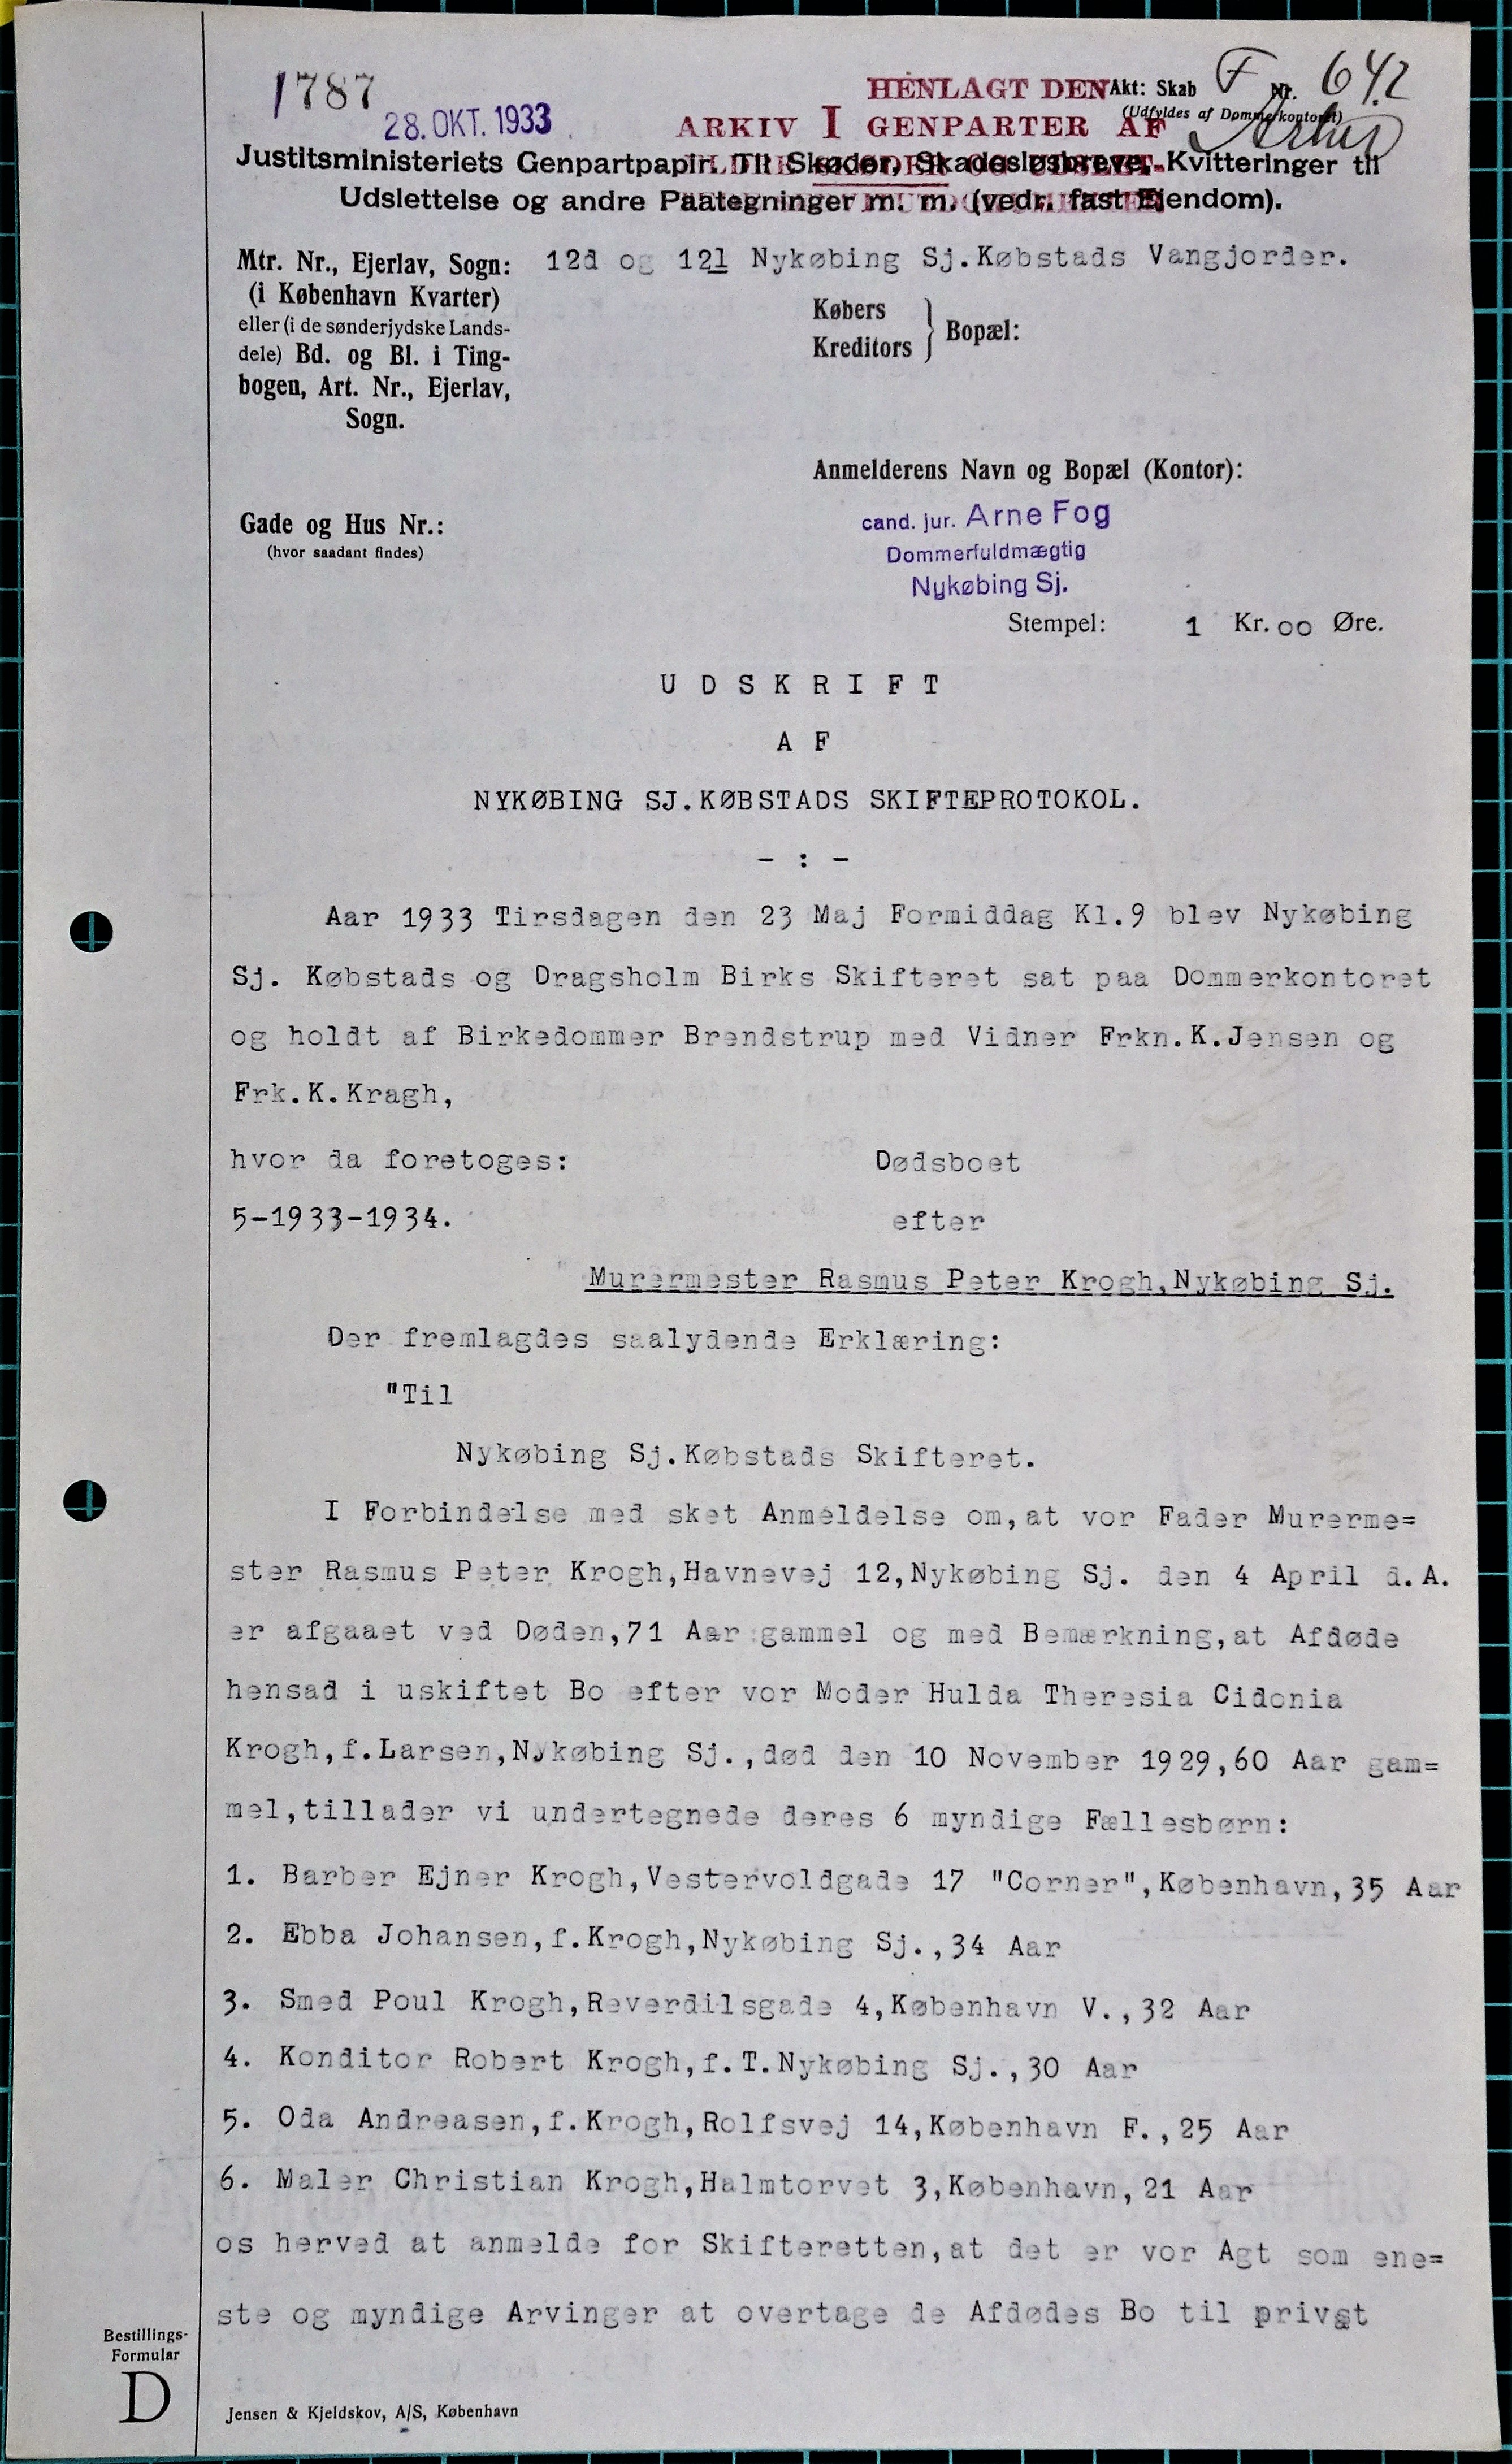 1787
28. OKT. 1933
HENLAGT DEN
Akt: Skab F Nr. 642
(Udfyldes af Dommerkontoret)
ARKIV I GENPARTER AF
Justitsministeriets Genpartpapir. Til Skøder, Skadesløsbreve, Kvitteringer til
Udslettelse og andre Paategninger m. m. (vedr. fast Ejendom).
Mtr. Nr., Ejerlav, Sogn: 12d og 12l Nykøbing Sj.Købstads Vangjorder.
(i København Kvarter)
eller (i de sønderjydske Lands-
dele) Bd. og Bl. i Ting-
bogen, Art. Nr., Ejerlav,
Sogn.
Købers
Kreditors } Bopæl:
Anmelderens Navn og Bopæl (Kontor):
Gade og Hus Nr.:
(hvor saadant findes)
cand. jur. Arne Fog
Dommerfuldmægtig
Nykøbing Sj.
Stempel: 1 Kr. 00 Øre.
U D S K R I F T
A F
NYKØBING SJ.KØBSTADS SKIFTEPROTOKOL.
- : -
Aar 1933 Tirsdagen den 23 Maj Formiddag Kl.9 blev Nykøbing
Sj. Købstads og Dragsholm Birks Skifteret sat paa Dommerkontoret
og holdt af Birkedommer Brendstrup med Vidner Frkn.K.Jensen og
Frk.K.Kragh,
hvor da foretoges: Dødsboet
5-1933-1934. efter
Murermester Rasmus Peter Krogh,Nykøbing Sj.
Der fremlagdes saalydende Erklæring:
"Til
Nykøbing Sj.Købstads Skifteret.
I Forbindelse med sket Anmeldelse om,at vor Fader Murerme=
ster Rasmus Peter Krogh,Havnevej 12,Nykøbing Sj. den 4 April d.A.
er afgaaet ved Døden,71 Aar gammel og med Bemærkning,at Afdøde
hensad i uskiftet Bo efter vor Moder Hulda Theresia Cidonia
Krogh,f.Larsen,Nykøbing Sj.,død den 10 November 1929,60 Aar gam=
mel,tillader vi undertegnede deres 6 myndige Fællesbørn:
1. Barber Ejner Krogh,Vestervoldgade 17 "Corner",København,35 Aar
2. Ebba Johansen,f.Krogh,Nykøbing Sj.,34 Aar
3. Smed Poul Krogh,Reverdilsgade 4,København V.,32 Aar
4. Konditor Robert Krogh,f.T.Nykøbing Sj.,30 Aar
5. Oda Andreasen,f.Krogh,Rolfsvej 14,København F.,25 Aar
6. Maler Christian Krogh,Halmtorvet 3,København,21 Aar
os herved at anmelde for Skifteretten,at det er vor Agt som ene=
ste og myndige Arvinger at overtage de Afdødes Bo til privat
Bestillings-
Formular
D
Jensen & Kjeldskov, A/S, København